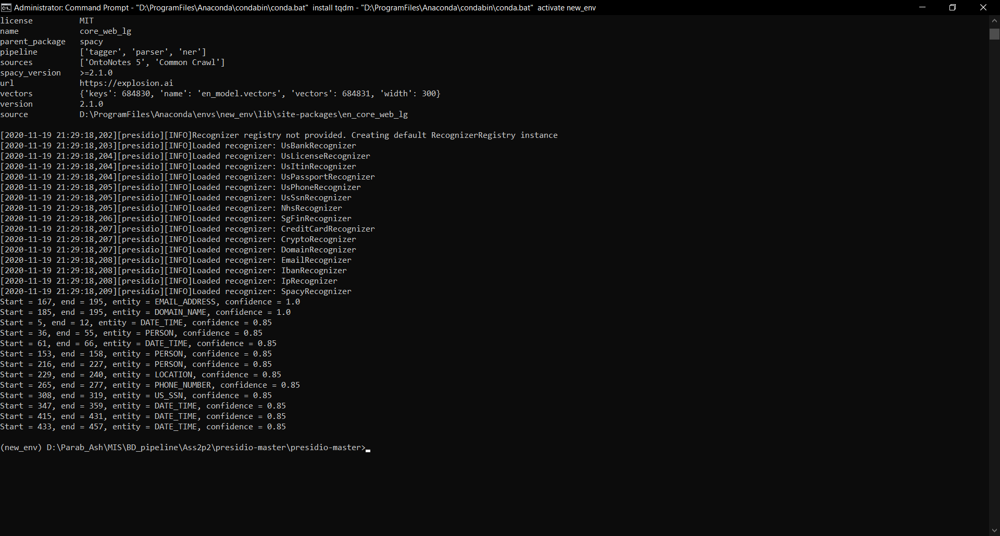 Administrator: Command Prompt - "D:\ProgramFiles\Anaconda\condabin\conda.bat"  install tqdm - "D:\ProgramFiles\Anaconda\condabin\conda.bat"  activate new_env
license          MIT
name             core_web_lg
parent_package   spacy
pipeline         ['tagger', 'parser', 'ner']
sources          ['OntoNotes 5', 'Common Crawl']
spacy_version    >=2.1.0
url              https://explosion.ai
vectors          {'keys': 684830, 'name': 'en_model.vectors', 'vectors': 684831, 'width': 300}
version          2.1.0
source           D:\ProgramFiles\Anaconda\envs\new_env\lib\site-packages\en_core_web_lg
[2020-11-19 21:29:18,202][presidio][INFO]Recognizer registry not provided. Creating default RecognizerRegistry instance
[2020-11-19 21:29:18,203][presidio][INFO]Loaded recognizer: UsBankRecognizer
[2020-11-19 21:29:18,204][presidio][INFO]Loaded recognizer: UsLicenseRecognizer
[2020-11-19 21:29:18,204][presidio][INFO]Loaded recognizer: UsItinRecognizer
[2020-11-19 21:29:18,204][presidio][INFO]Loaded recognizer: UsPassportRecognizer
[2020-11-19 21:29:18,205][presidio][INFO]Loaded recognizer: UsPhoneRecognizer
[2020-11-19 21:29:18,205][presidio][INFO]Loaded recognizer: UsSsnRecognizer
[2020-11-19 21:29:18,205][presidio][INFO]Loaded recognizer: NhsRecognizer
[2020-11-19 21:29:18,206][presidio][INFO]Loaded recognizer: SgFinRecognizer
[2020-11-19 21:29:18,207][presidio][INFO]Loaded recognizer: CreditCardRecognizer
[2020-11-19 21:29:18,207][presidio][INFO]Loaded recognizer: CryptoRecognizer
[2020-11-19 21:29:18,207][presidio][INFO]Loaded recognizer: DomainRecognizer
[2020-11-19 21:29:18,208][presidio][INFO]Loaded recognizer: EmailRecognizer
[2020-11-19 21:29:18,208][presidio][INFO]Loaded recognizer: IbanRecognizer
[2020-11-19 21:29:18,208][presidio][INFO]Loaded recognizer: IpRecognizer
[2020-11-19 21:29:18,209][presidio][INFO]Loaded recognizer: SpacyRecognizer
Start = 167, end = 195, entity = EMAIL_ADDRESS, confidence = 1.0
Start = 185, end = 195, entity = DOMAIN_NAME, confidence = 1.0
Start = 5, end = 12, entity = DATE_TIME, confidence = 0.85
Start = 36, end = 55, entity = PERSON, confidence = 0.85
Start = 61, end = 66, entity = DATE_TIME, confidence = 0.85
Start = 153, end = 158, entity = PERSON, confidence = 0.85
Start = 216, end = 227, entity = PERSON, confidence = 0.85
Start = 229, end = 240, entity = LOCATION, confidence = 0.85
Start = 265, end = 277, entity = PHONE_NUMBER, confidence = 0.85
Start = 308, end = 319, entity = US_SSN, confidence = 0.85
Start = 347, end = 359, entity = DATE_TIME, confidence = 0.85
Start = 415, end = 431, entity = DATE_TIME, confidence = 0.85
Start = 433, end = 457, entity = DATE_TIME, confidence = 0.85
(new_env) D:\Parab_Ash\MIS\BD_pipeline\Ass2p2\presidio-master\presidio-master>